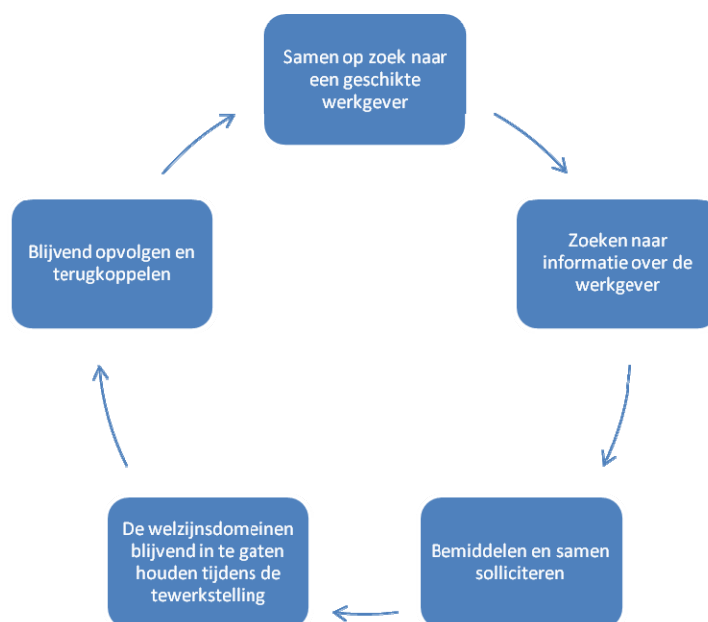 Samen op zoek naar
een geschikte
werkgever
Zoeken naar
informatie over de
werkgever
Bemiddelen en samen
solliciteren
De welzijnsdomeinen
blijvend in te gaten
houden tijdens de
tewerkstelling
Blijvend opvolgen en
terugkoppelen